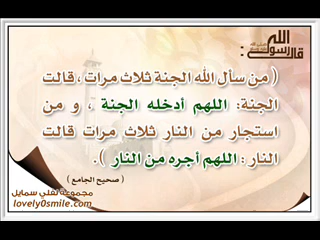 قال رسول الله صلى الله عليه وسلم :
( من سأل الله الجنة ثلاث مرات ، قالت
الجنة: اللهم أدخله الجنة ، و من
استجار من النار ثلاث مرات قالت
النار : اللهم أجره من النار ).
( صحيح الجامع )
مجموعة تفلى سمايل
lovely0smile.com